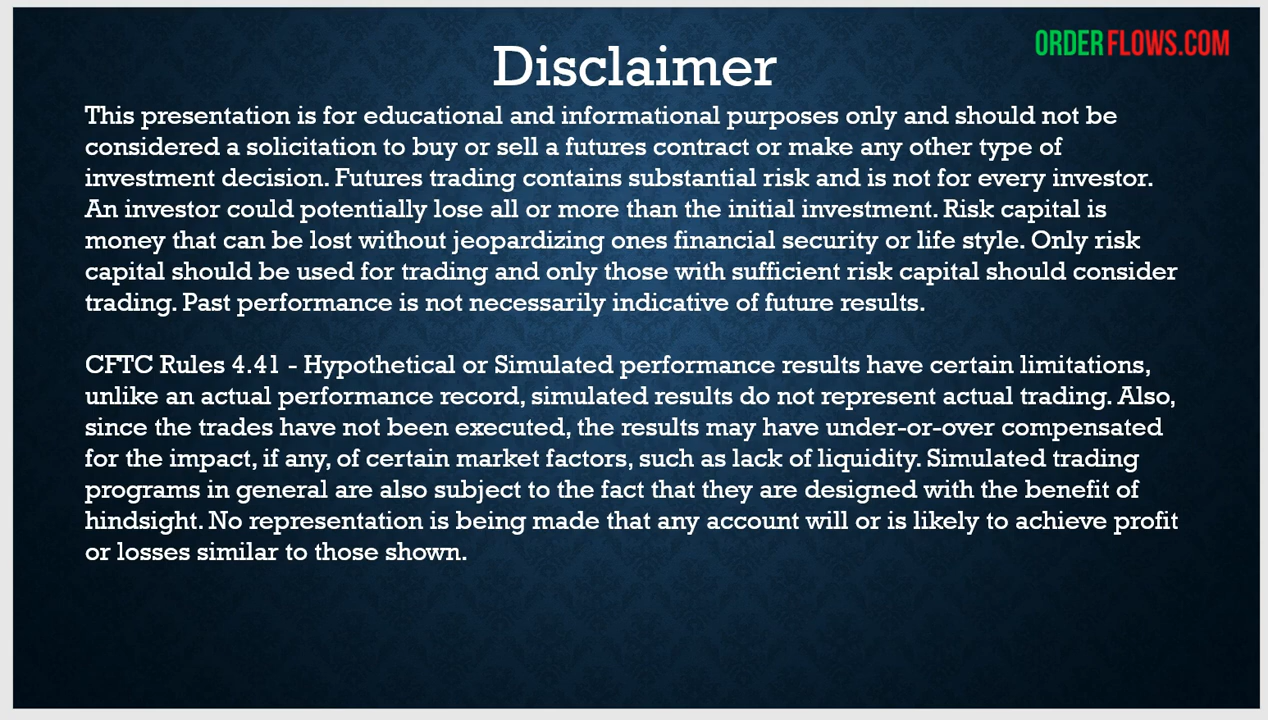 ORDERFLOWS.COM
Disclaimer
This presentation is for educational and informational purposes only and should not be
considered a solicitation to buy or sell a futures contract or make any other type of
investment decision. Futures trading contains substantial risk and is not for every investor.
An investor could potentially lose all or more than the initial investment. Risk capital is
money that can be lost without jeopardizing ones financial security or life style. Only risk
capital should be used for trading and only those with sufficient risk capital should consider
trading. Past performance is not necessarily indicative of future results.
CFTC Rules 4.41 - Hypothetical or Simulated performance results have certain limitations,
unlike an actual performance record, simulated results do not represent actual trading. Also,
since the trades have not been executed, the results may have under-or-over compensated
for the impact, if any, of certain market factors, such as lack of liquidity. Simulated trading
programs in general are also subject to the fact that they are designed with the benefit of
hindsight. No representation is being made that any account will or is likely to achieve profit
or losses similar to those shown.